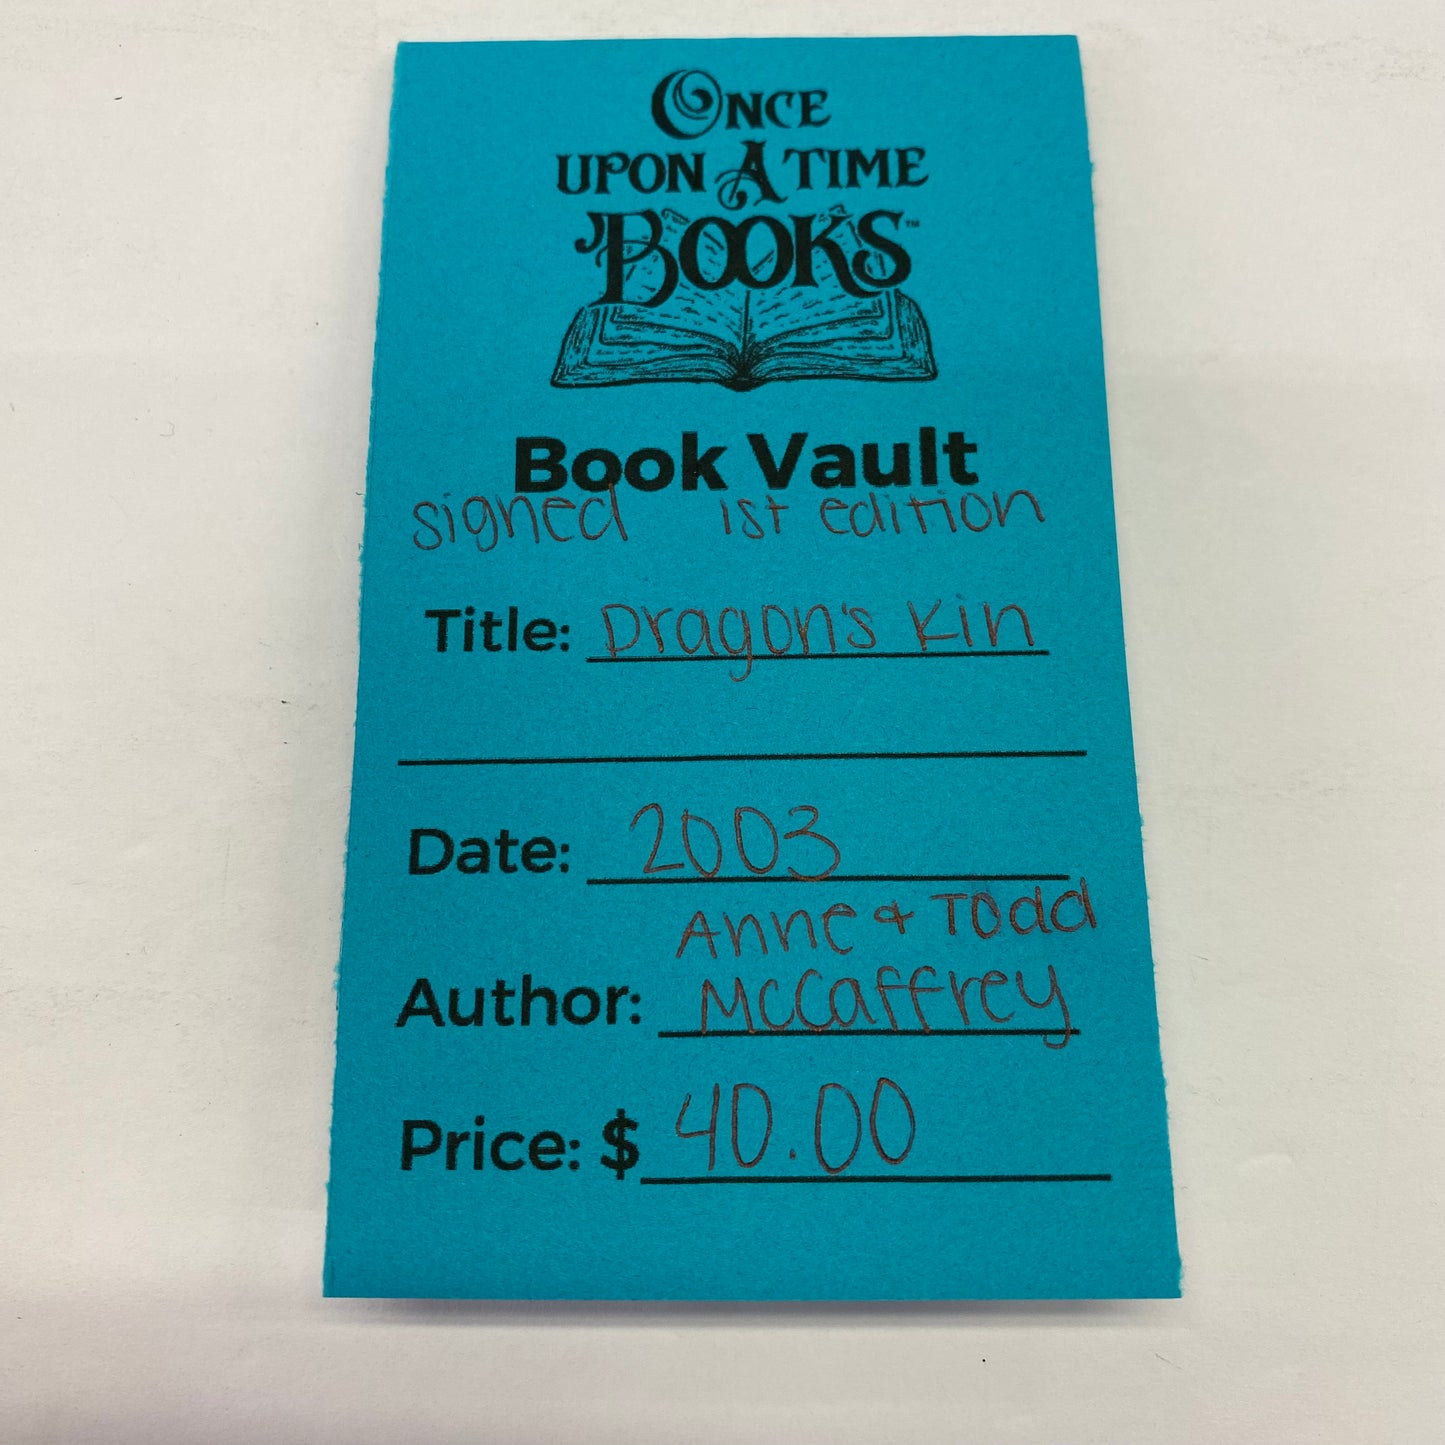 ONCE
UPON A TIME
BOOKS™
Book Vault
signed 1st edition
Title: Dragon's Kin
Date: 2003
Anne & Todd
Author: McCaffrey
Price: $ 40.00